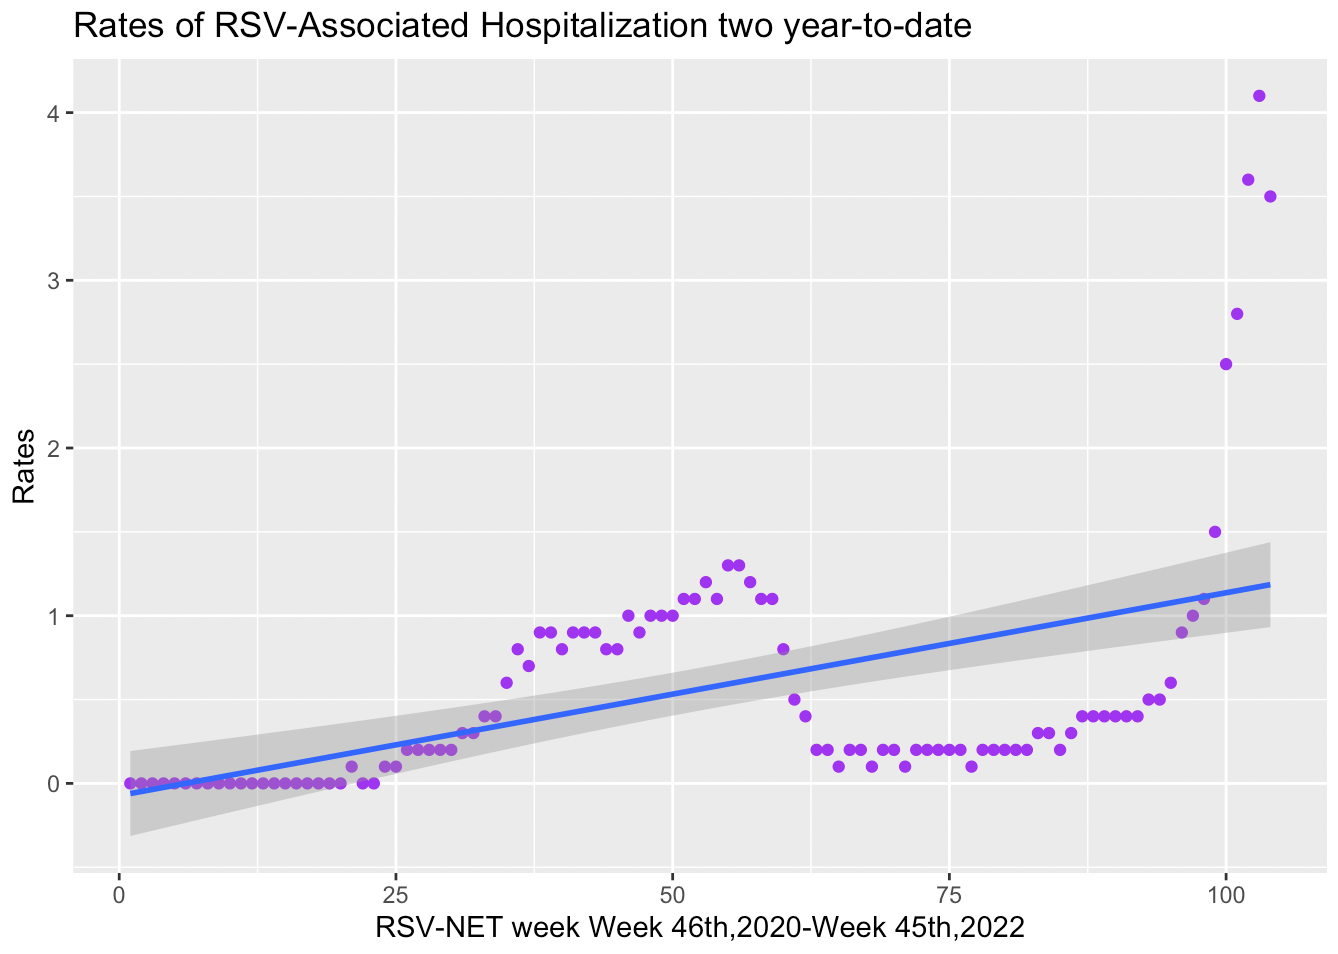 Rates of RSV-Associated Hospitalization two year-to-date
4
3
2
1
0
Rates
0 25 50 75 100
RSV-NET week Week 46th,2020-Week 45th,2022